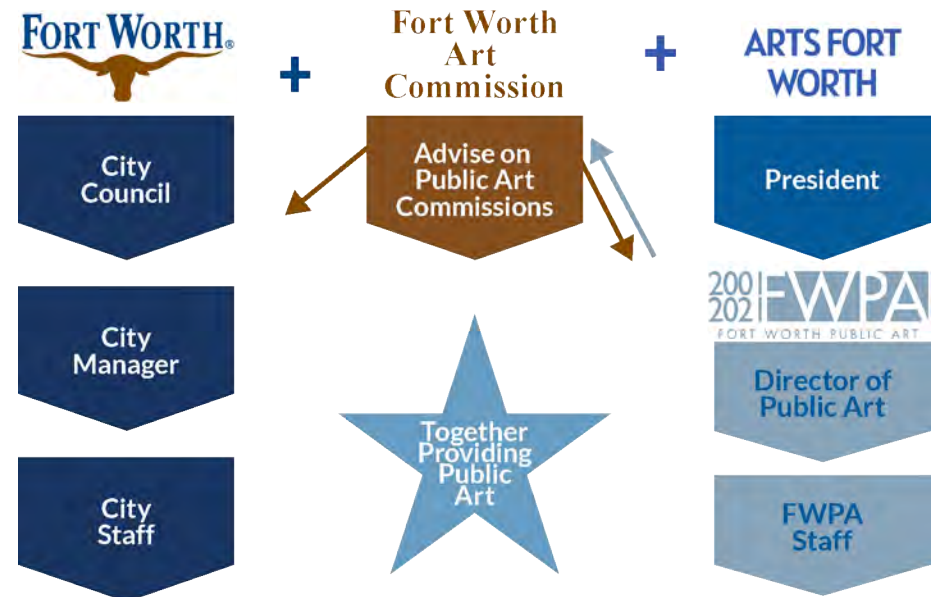 FORT WORTH®
+
Fort Worth
Art
Commission
+
ARTS FORT
WORTH
City
Council
Advise on
Public Art
Commissions
President
City
Manager
2001
2021
FWPA
FORT WORTH PUBLIC ART
Director of
Public Art
Together
Providing
Public
Art
City
Staff
FWPA
Staff